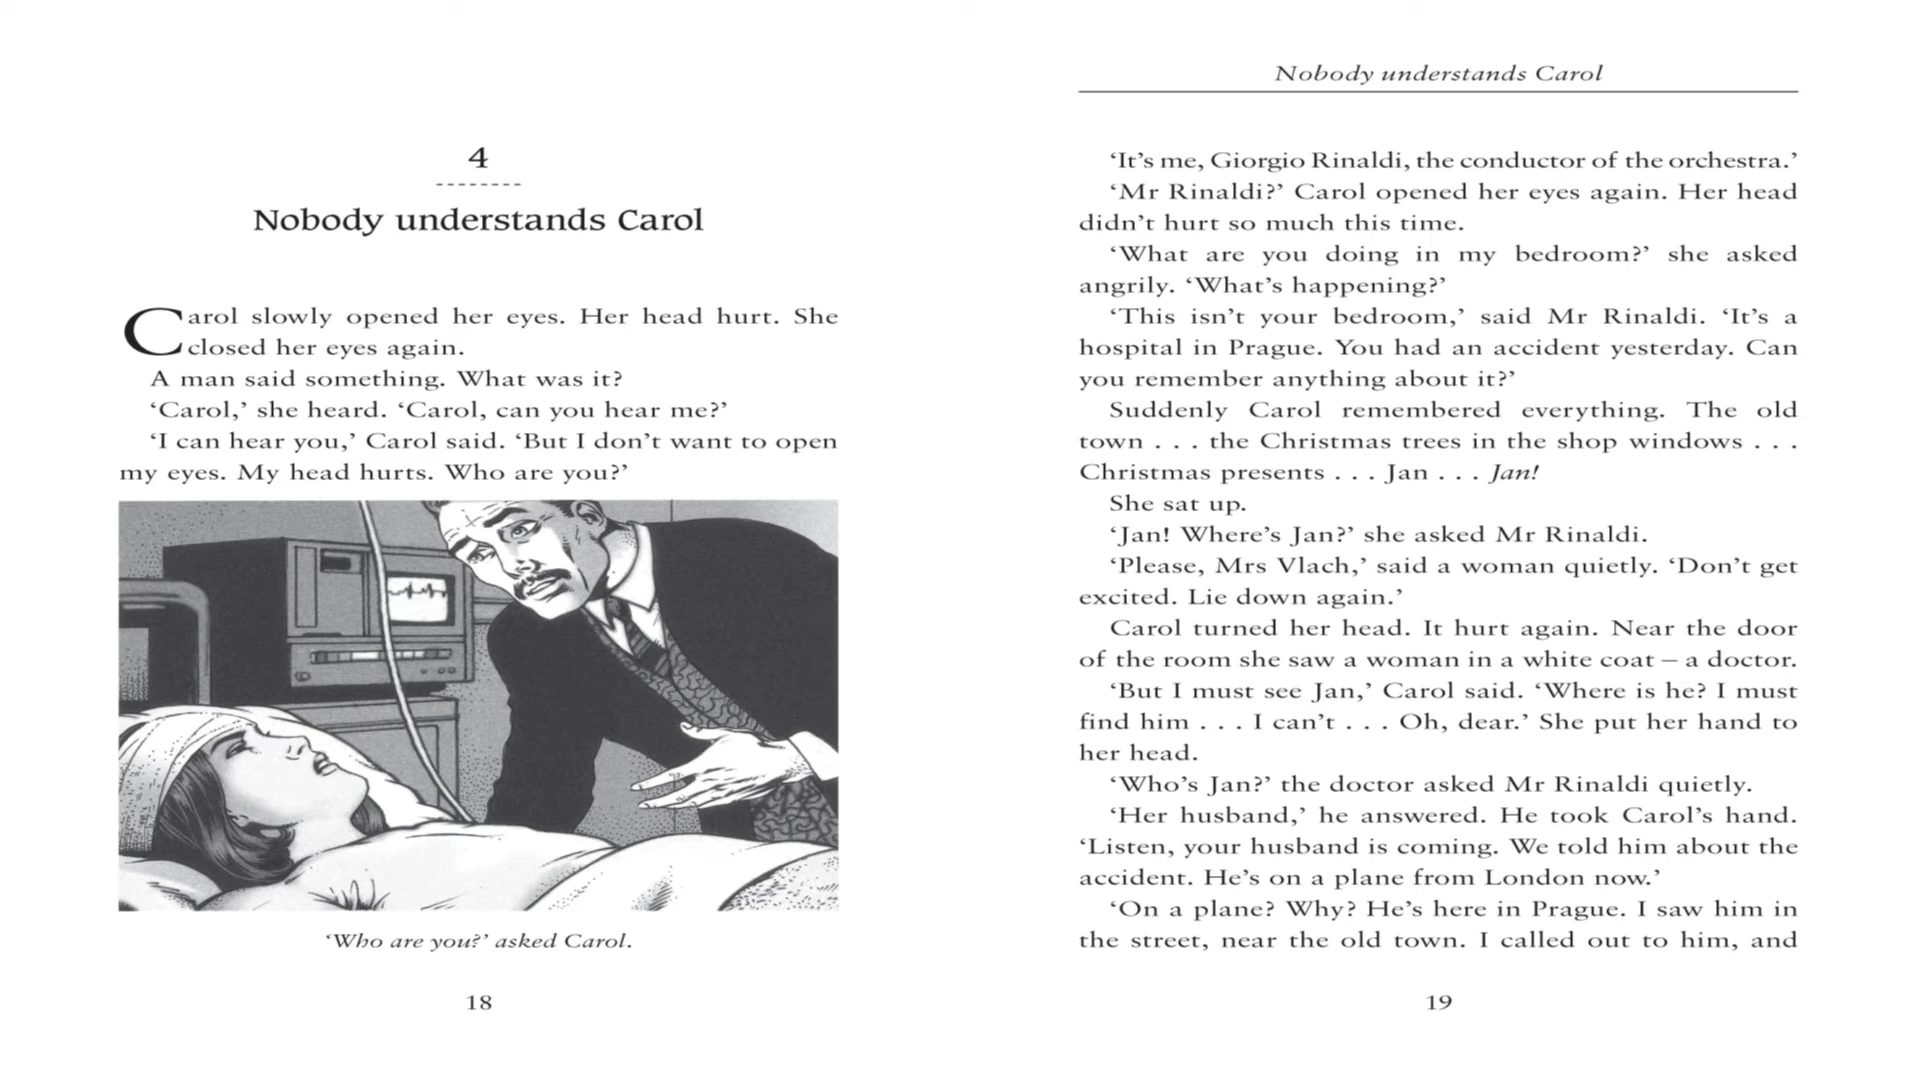 4
--------
Nobody understands Carol
Carol slowly opened her eyes. Her head hurt. She
closed her eyes again.
A man said something. What was it?
‘Carol,’ she heard. ‘Carol, can you hear me?’
‘I can hear you,’ Carol said. ‘But I don’t want to open
my eyes. My head hurts. Who are you?’
‘Who are you?’ asked Carol.
18
Nobody understands Carol
‘It’s me, Giorgio Rinaldi, the conductor of the orchestra.’
‘Mr Rinaldi?’ Carol opened her eyes again. Her head
didn’t hurt so much this time.
‘What are you doing in my bedroom?’ she asked
angrily. ‘What’s happening?’
‘This isn’t your bedroom,’ said Mr Rinaldi. ‘It’s a
hospital in Prague. You had an accident yesterday. Can
you remember anything about it?’
Suddenly Carol remembered everything. The old
town . . . the Christmas trees in the shop windows . . .
Christmas presents . . . Jan . . . Jan!
She sat up.
‘Jan! Where’s Jan?’ she asked Mr Rinaldi.
‘Please, Mrs Vlach,’ said a woman quietly. ‘Don’t get
excited. Lie down again.’
Carol turned her head. It hurt again. Near the door
of the room she saw a woman in a white coat – a doctor.
‘But I must see Jan,’ Carol said. ‘Where is he? I must
find him . . . I can’t . . . Oh, dear.’ She put her hand to
her head.
‘Who’s Jan?’ the doctor asked Mr Rinaldi quietly.
‘Her husband,’ he answered. He took Carol’s hand.
‘Listen, your husband is coming. We told him about the
accident. He’s on a plane from London now.’
‘On a plane? Why? He’s here in Prague. I saw him in
the street, near the old town. I called out to him, and
19